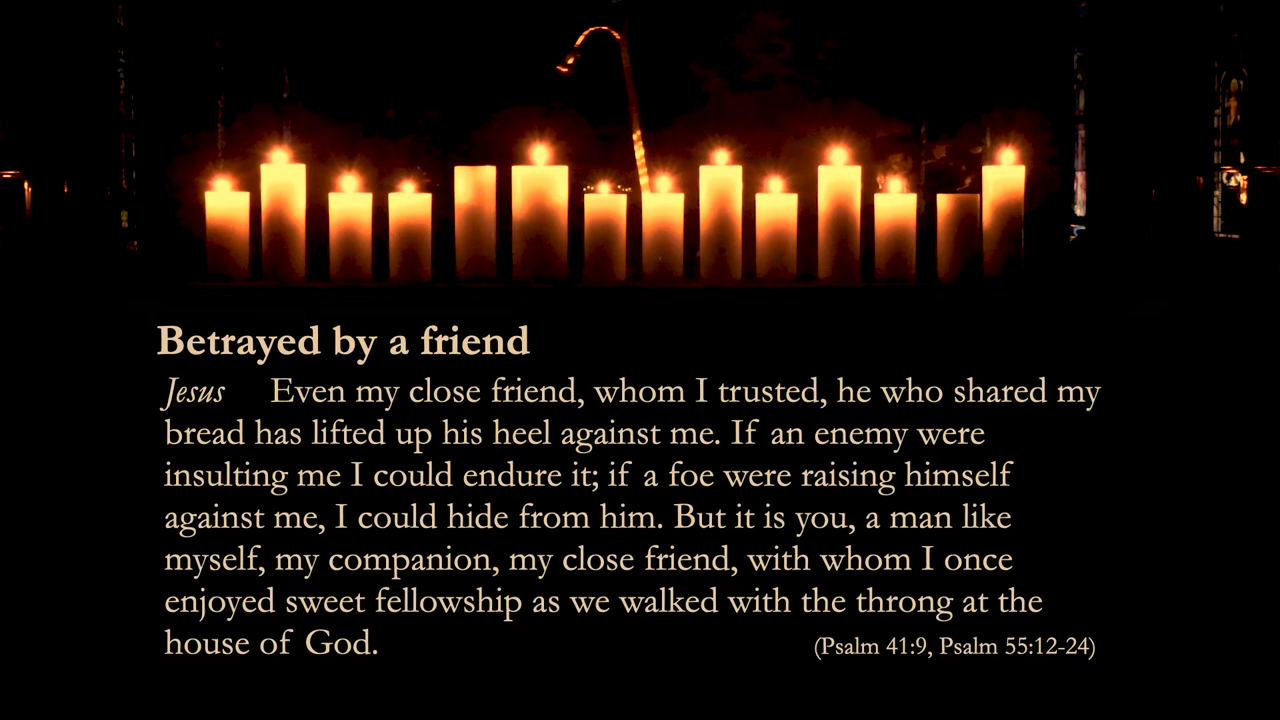 Betrayed by a friend
Jesus Even my close friend, whom I trusted, he who shared my
bread has lifted up his heel against me. If an enemy were
insulting me I could endure it; if a foe were raising himself
against me, I could hide from him. But it is you, a man like
myself, my companion, my close friend, with whom I once
enjoyed sweet fellowship as we walked with the throng at the
house of God. (Psalm 41:9, Psalm 55:12-24)